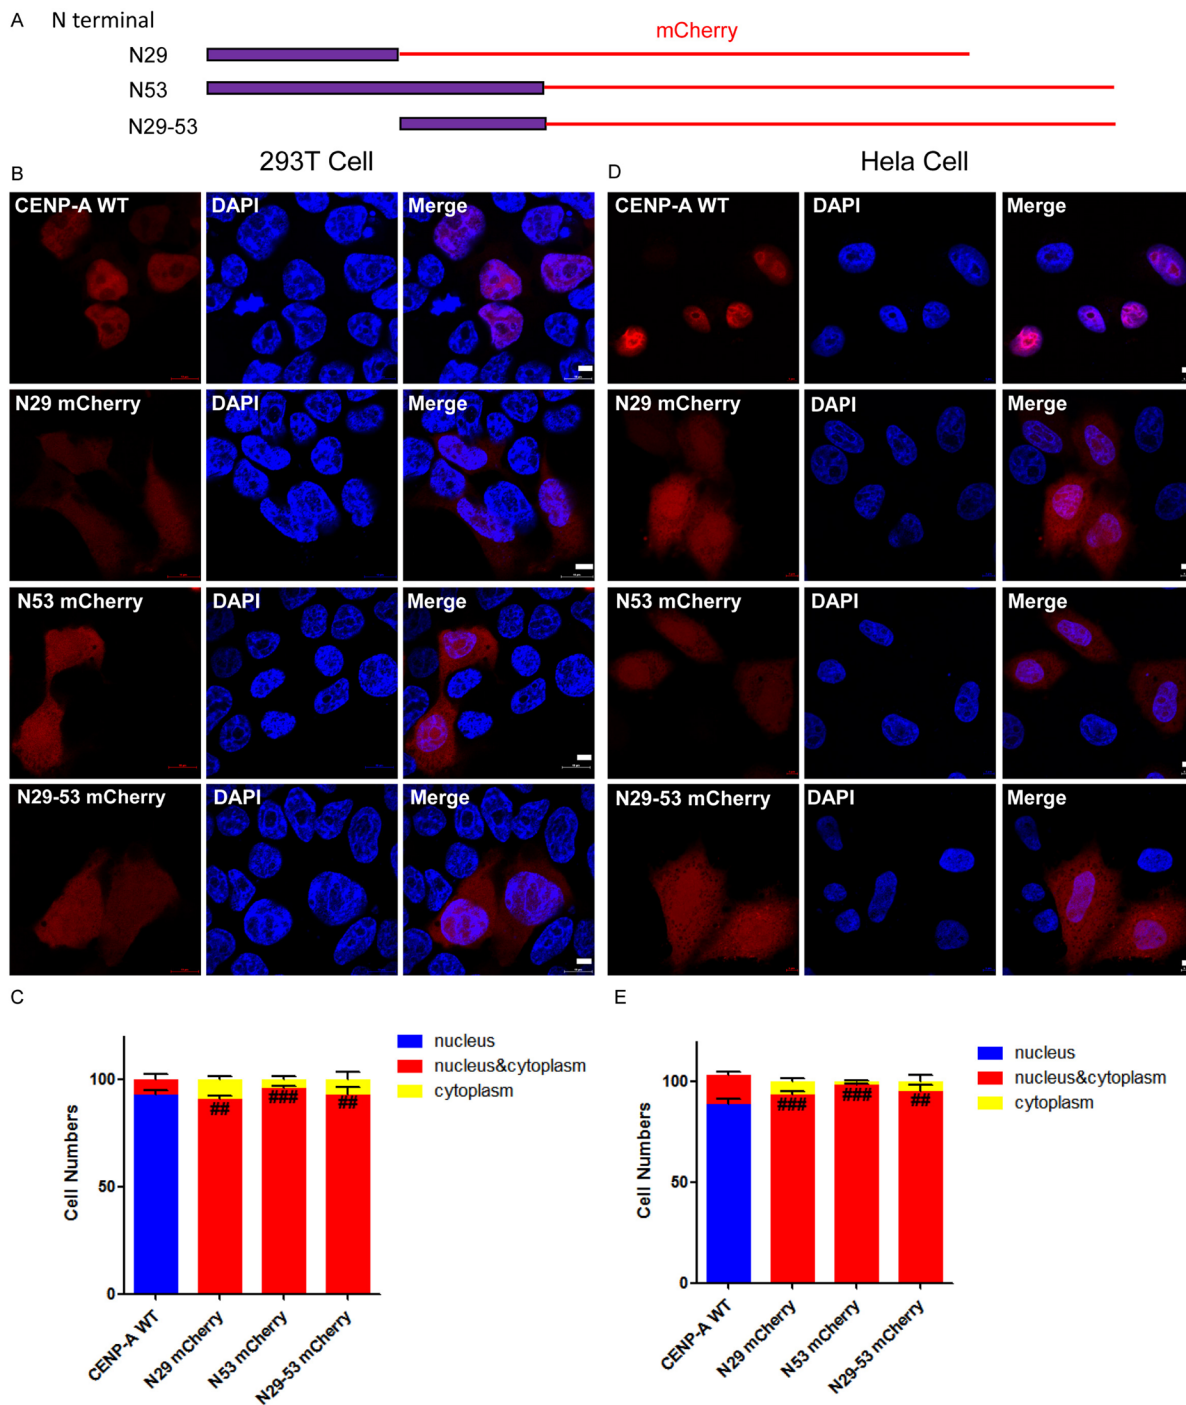 A N terminal
mCherry
N29
N53
N29-53
B 293T Cell
D Hela Cell
CENP-A WT DAPI Merge CENP-A WT DAPI Merge
N29 mCherry DAPI Merge N29 mCherry DAPI Merge
N53 mCherry DAPI Merge N53 mCherry DAPI Merge
N29-53 mCherry DAPI Merge N29-53 mCherry DAPI Merge
C
nucleus
nucleus&cytoplasm
cytoplasm
100
50
0
Cell Numbers
## ### ##
CENP-A WT
N29 mCherry
N53 mCherry
N29-53 mCherry
E
nucleus
nucleus&cytoplasm
cytoplasm
100
50
0
Cell Numbers
### ### ##
CENP-A WT
N29 mCherry
N53 mCherry
N29-53 mCherry